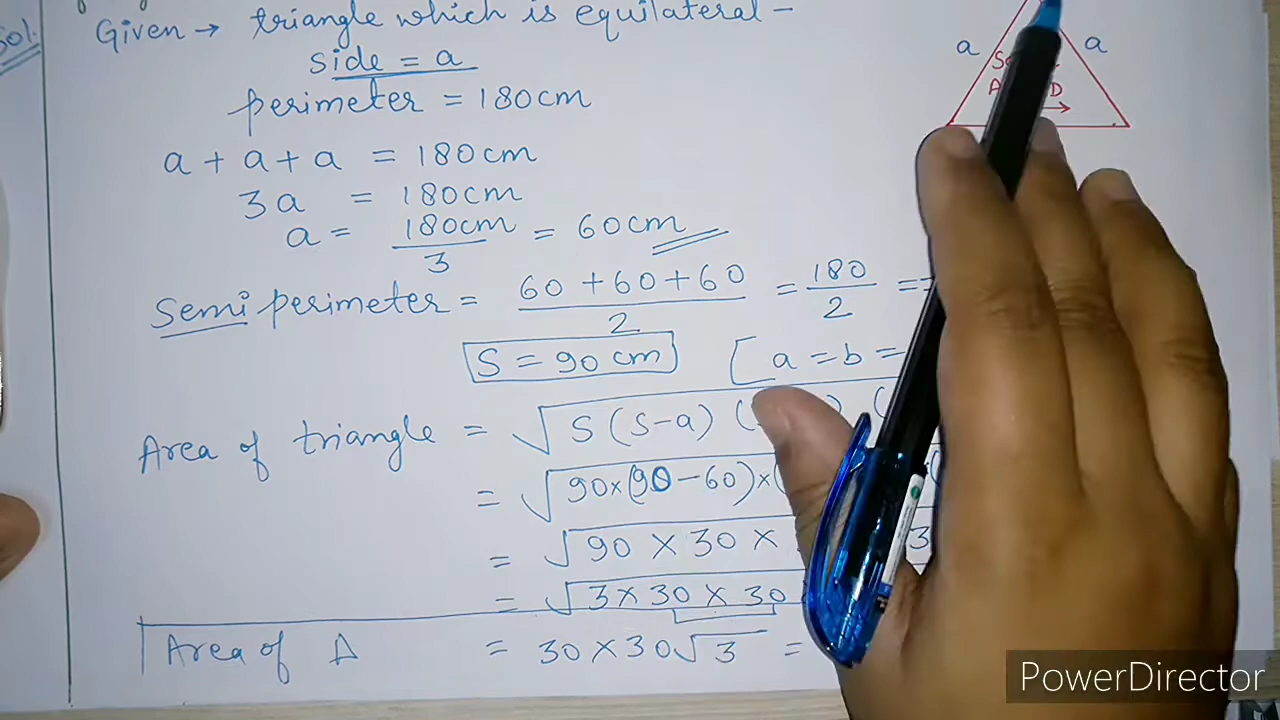 Sol.
Given → triangle which is equilateral -
side = a
perimeter = 180cm
a a
a + a + a = 180cm
3a = 180cm
a = 180cm / 3 = 60cm
Semi perimeter = 60 + 60 + 60 / 2 = 180 / 2 =
S = 90 cm [ a = b =
Area of triangle = √ S (S-a) (
= √ 90 × (90 - 60) × (
= √ 90 × 30 × 3
= √ 3 × 30 × 30
Area of Δ = 30 × 30 √3 =
PowerDirector